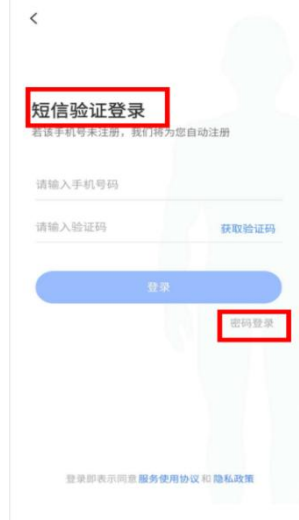 短信验证登录
若该手机号未注册，我们将为您自动注册
请输入手机号码
请输入验证码 获取验证码
登录
密码登录
登录即表示同意 服务使用协议 和 隐私政策